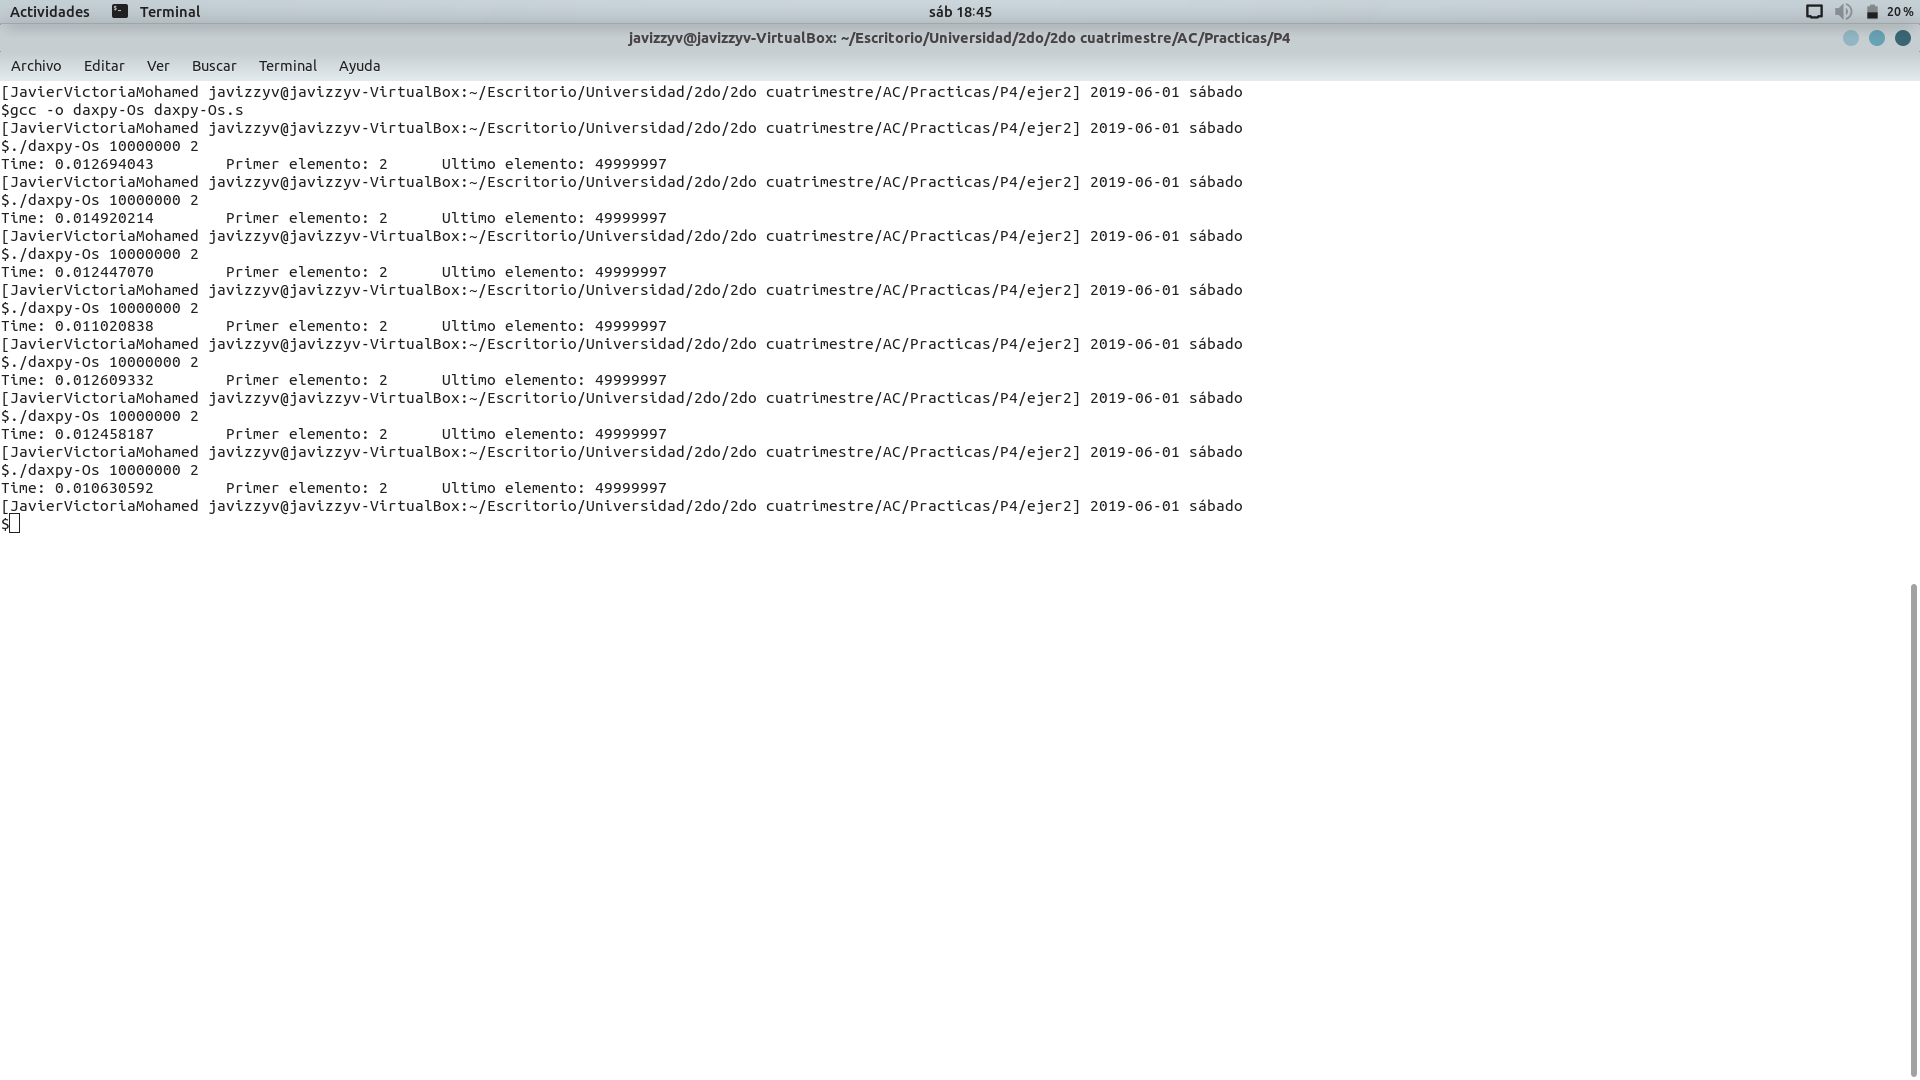 Actividades Terminal sáb 18:45 20 %
javizzyv@javizzyv-VirtualBox: ~/Escritorio/Universidad/2do/2do cuatrimestre/AC/Practicas/P4
Archivo Editar Ver Buscar Terminal Ayuda
[JavierVictoriaMohamed javizzyv@javizzyv-VirtualBox:~/Escritorio/Universidad/2do/2do cuatrimestre/AC/Practicas/P4/ejer2] 2019-06-01 sábado
$gcc -o daxpy-Os daxpy-Os.s
[JavierVictoriaMohamed javizzyv@javizzyv-VirtualBox:~/Escritorio/Universidad/2do/2do cuatrimestre/AC/Practicas/P4/ejer2] 2019-06-01 sábado
$./daxpy-Os 10000000 2
Time: 0.012694043        Primer elemento: 2      Ultimo elemento: 49999997
[JavierVictoriaMohamed javizzyv@javizzyv-VirtualBox:~/Escritorio/Universidad/2do/2do cuatrimestre/AC/Practicas/P4/ejer2] 2019-06-01 sábado
$./daxpy-Os 10000000 2
Time: 0.014920214        Primer elemento: 2      Ultimo elemento: 49999997
[JavierVictoriaMohamed javizzyv@javizzyv-VirtualBox:~/Escritorio/Universidad/2do/2do cuatrimestre/AC/Practicas/P4/ejer2] 2019-06-01 sábado
$./daxpy-Os 10000000 2
Time: 0.012447070        Primer elemento: 2      Ultimo elemento: 49999997
[JavierVictoriaMohamed javizzyv@javizzyv-VirtualBox:~/Escritorio/Universidad/2do/2do cuatrimestre/AC/Practicas/P4/ejer2] 2019-06-01 sábado
$./daxpy-Os 10000000 2
Time: 0.011020838        Primer elemento: 2      Ultimo elemento: 49999997
[JavierVictoriaMohamed javizzyv@javizzyv-VirtualBox:~/Escritorio/Universidad/2do/2do cuatrimestre/AC/Practicas/P4/ejer2] 2019-06-01 sábado
$./daxpy-Os 10000000 2
Time: 0.012609332        Primer elemento: 2      Ultimo elemento: 49999997
[JavierVictoriaMohamed javizzyv@javizzyv-VirtualBox:~/Escritorio/Universidad/2do/2do cuatrimestre/AC/Practicas/P4/ejer2] 2019-06-01 sábado
$./daxpy-Os 10000000 2
Time: 0.012458187        Primer elemento: 2      Ultimo elemento: 49999997
[JavierVictoriaMohamed javizzyv@javizzyv-VirtualBox:~/Escritorio/Universidad/2do/2do cuatrimestre/AC/Practicas/P4/ejer2] 2019-06-01 sábado
$./daxpy-Os 10000000 2
Time: 0.010630592        Primer elemento: 2      Ultimo elemento: 49999997
[JavierVictoriaMohamed javizzyv@javizzyv-VirtualBox:~/Escritorio/Universidad/2do/2do cuatrimestre/AC/Practicas/P4/ejer2] 2019-06-01 sábado
$